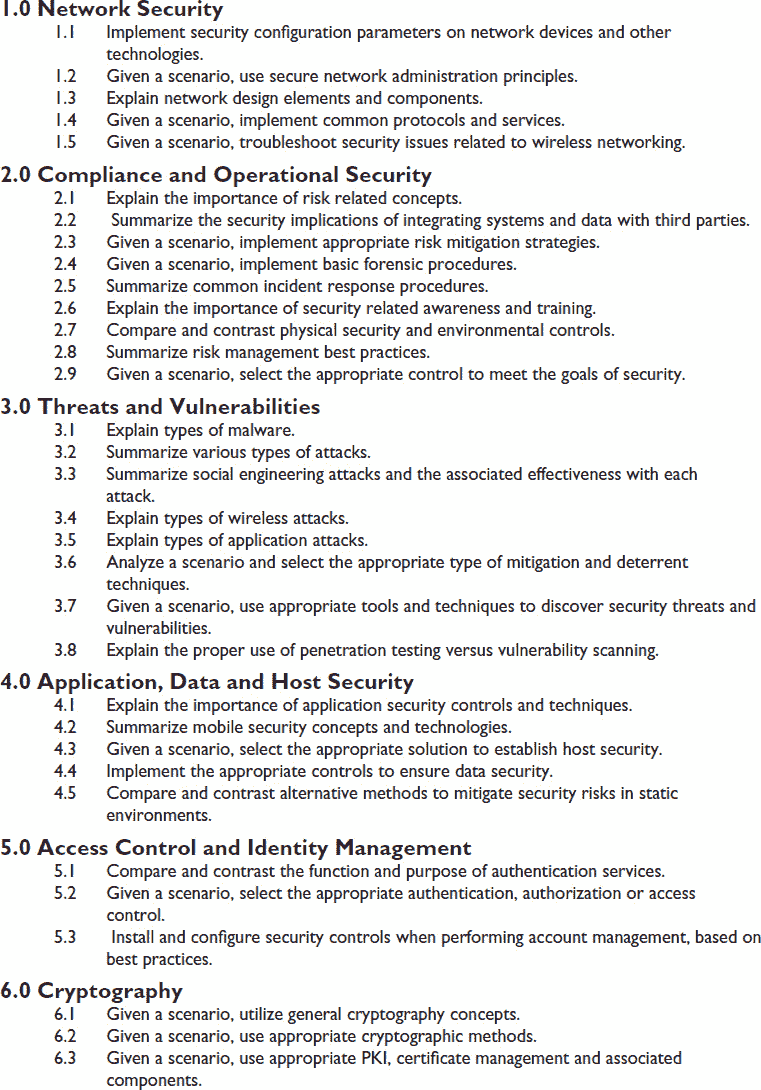 1.0 Network Security
1.1 Implement security configuration parameters on network devices and other
technologies.
1.2 Given a scenario, use secure network administration principles.
1.3 Explain network design elements and components.
1.4 Given a scenario, implement common protocols and services.
1.5 Given a scenario, troubleshoot security issues related to wireless networking.
2.0 Compliance and Operational Security
2.1 Explain the importance of risk related concepts.
2.2 Summarize the security implications of integrating systems and data with third parties.
2.3 Given a scenario, implement appropriate risk mitigation strategies.
2.4 Given a scenario, implement basic forensic procedures.
2.5 Summarize common incident response procedures.
2.6 Explain the importance of security related awareness and training.
2.7 Compare and contrast physical security and environmental controls.
2.8 Summarize risk management best practices.
2.9 Given a scenario, select the appropriate control to meet the goals of security.
3.0 Threats and Vulnerabilities
3.1 Explain types of malware.
3.2 Summarize various types of attacks.
3.3 Summarize social engineering attacks and the associated effectiveness with each
attack.
3.4 Explain types of wireless attacks.
3.5 Explain types of application attacks.
3.6 Analyze a scenario and select the appropriate type of mitigation and deterrent
techniques.
3.7 Given a scenario, use appropriate tools and techniques to discover security threats and
vulnerabilities.
3.8 Explain the proper use of penetration testing versus vulnerability scanning.
4.0 Application, Data and Host Security
4.1 Explain the importance of application security controls and techniques.
4.2 Summarize mobile security concepts and technologies.
4.3 Given a scenario, select the appropriate solution to establish host security.
4.4 Implement the appropriate controls to ensure data security.
4.5 Compare and contrast alternative methods to mitigate security risks in static
environments.
5.0 Access Control and Identity Management
5.1 Compare and contrast the function and purpose of authentication services.
5.2 Given a scenario, select the appropriate authentication, authorization or access
control.
5.3 Install and configure security controls when performing account management, based on
best practices.
6.0 Cryptography
6.1 Given a scenario, utilize general cryptography concepts.
6.2 Given a scenario, use appropriate cryptographic methods.
6.3 Given a scenario, use appropriate PKI, certificate management and associated
components.